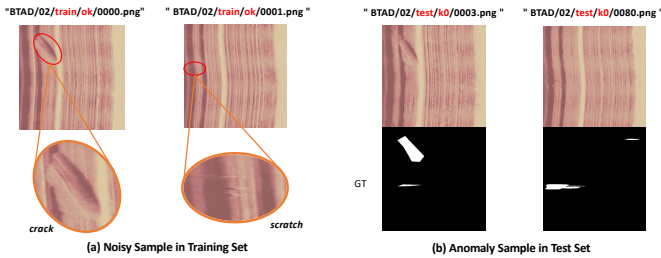 "BTAD/02/train/ok/0000.png"
"BTAD/02/train/ok/0001.png "
" BTAD/02/test/k0/0003.png "
" BTAD/02/test/k0/0080.png "
GT
crack
scratch
(a) Noisy Sample in Training Set
(b) Anomaly Sample in Test Set